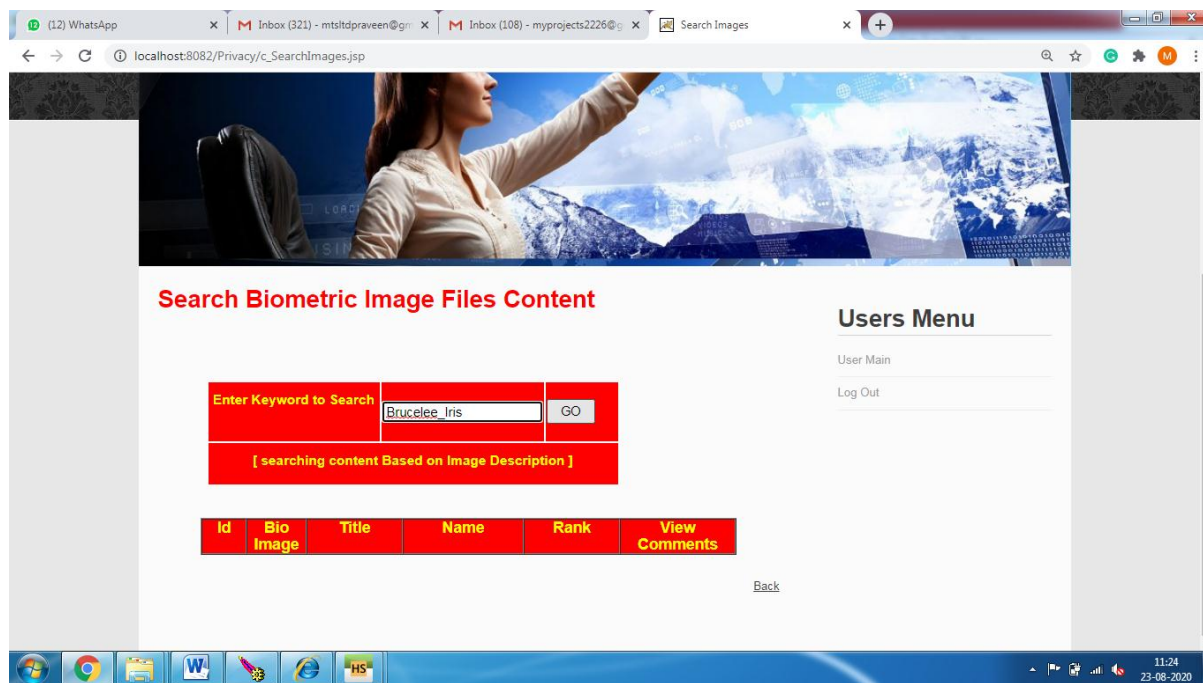 (12) WhatsApp
Inbox (321) - mtsltdpraveen@gm
Inbox (108) - myprojects2226@g
Search Images
localhost:8082/Privacy/c_SearchImages.jsp
M
Search Biometric Image Files Content
Users Menu
User Main
Log Out
Enter Keyword to Search
Brucelee_Iris
GO
[ searching content Based on Image Description ]
Id
Bio
Image
Title
Name
Rank
View
Comments
Back
HS
11:24
23-08-2020